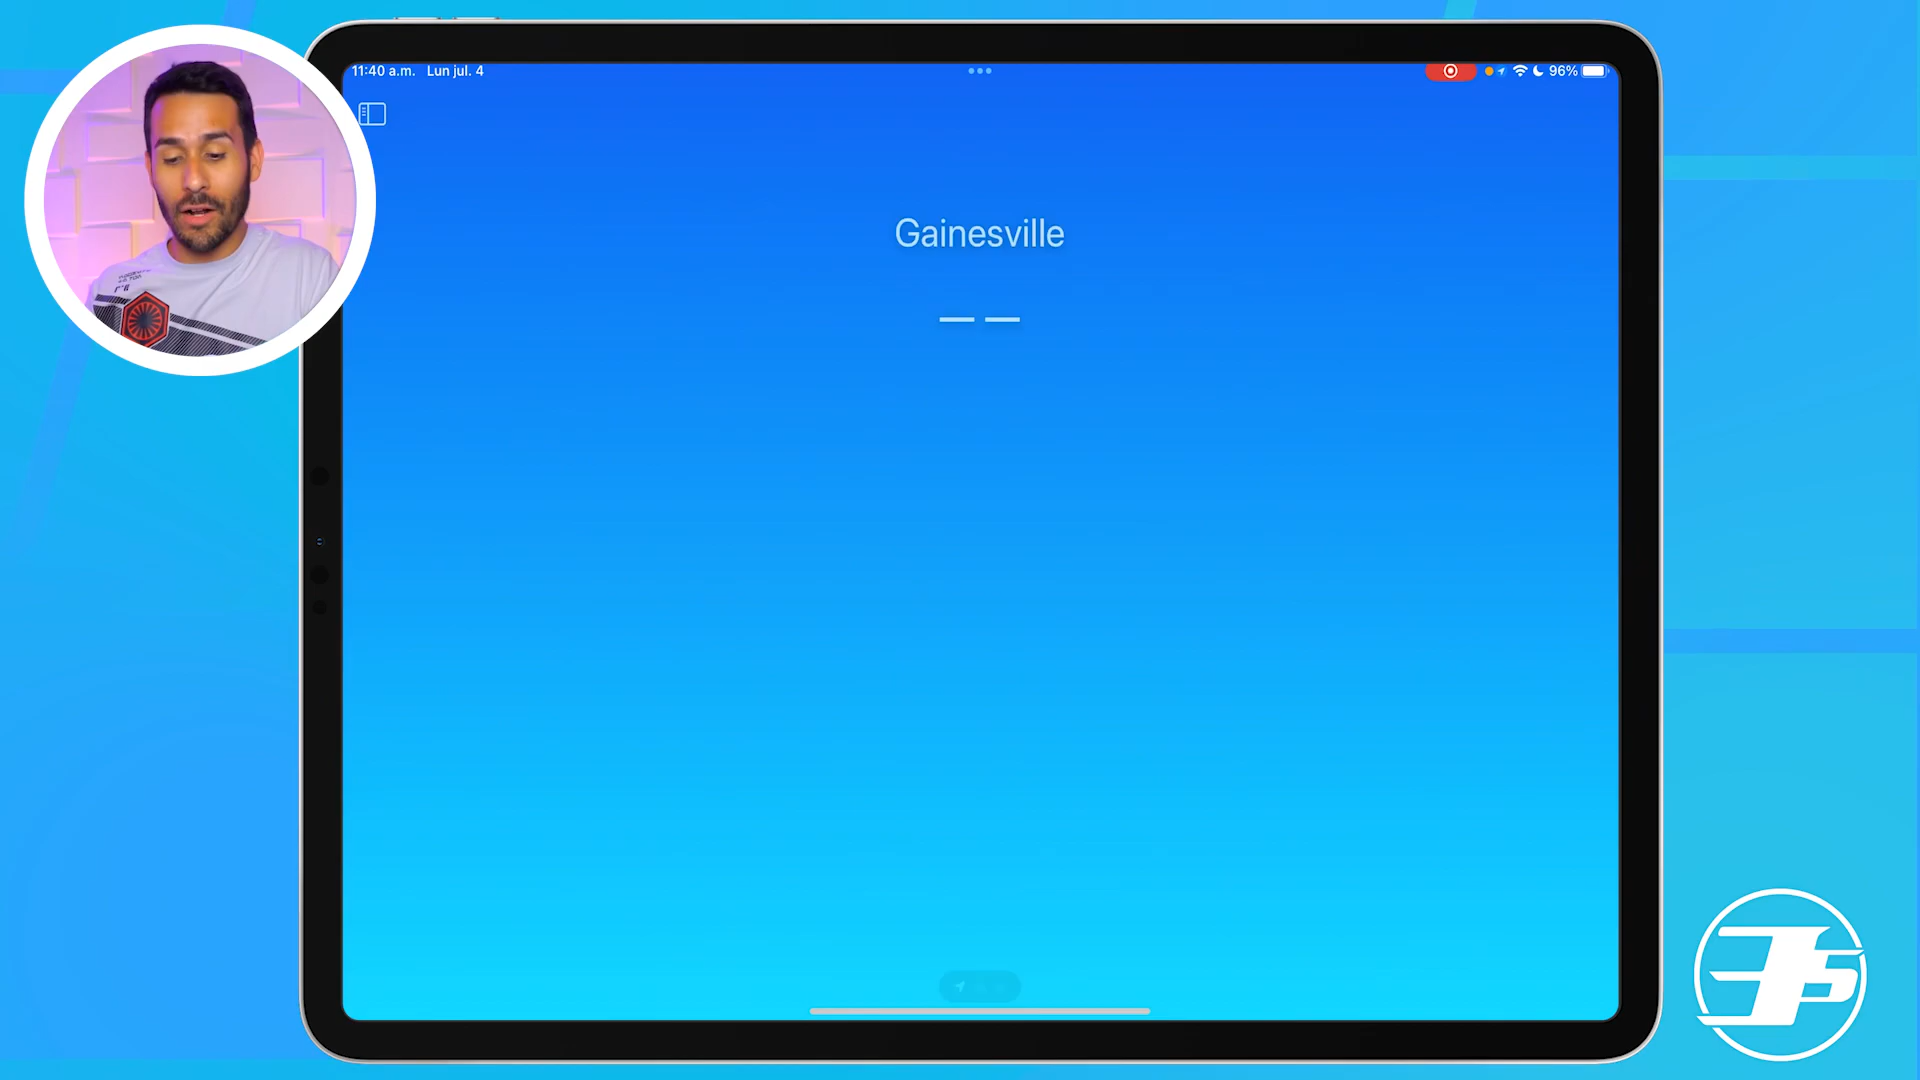 11:40 a.m. Lun jul. 4
96%
Gainesville
— —